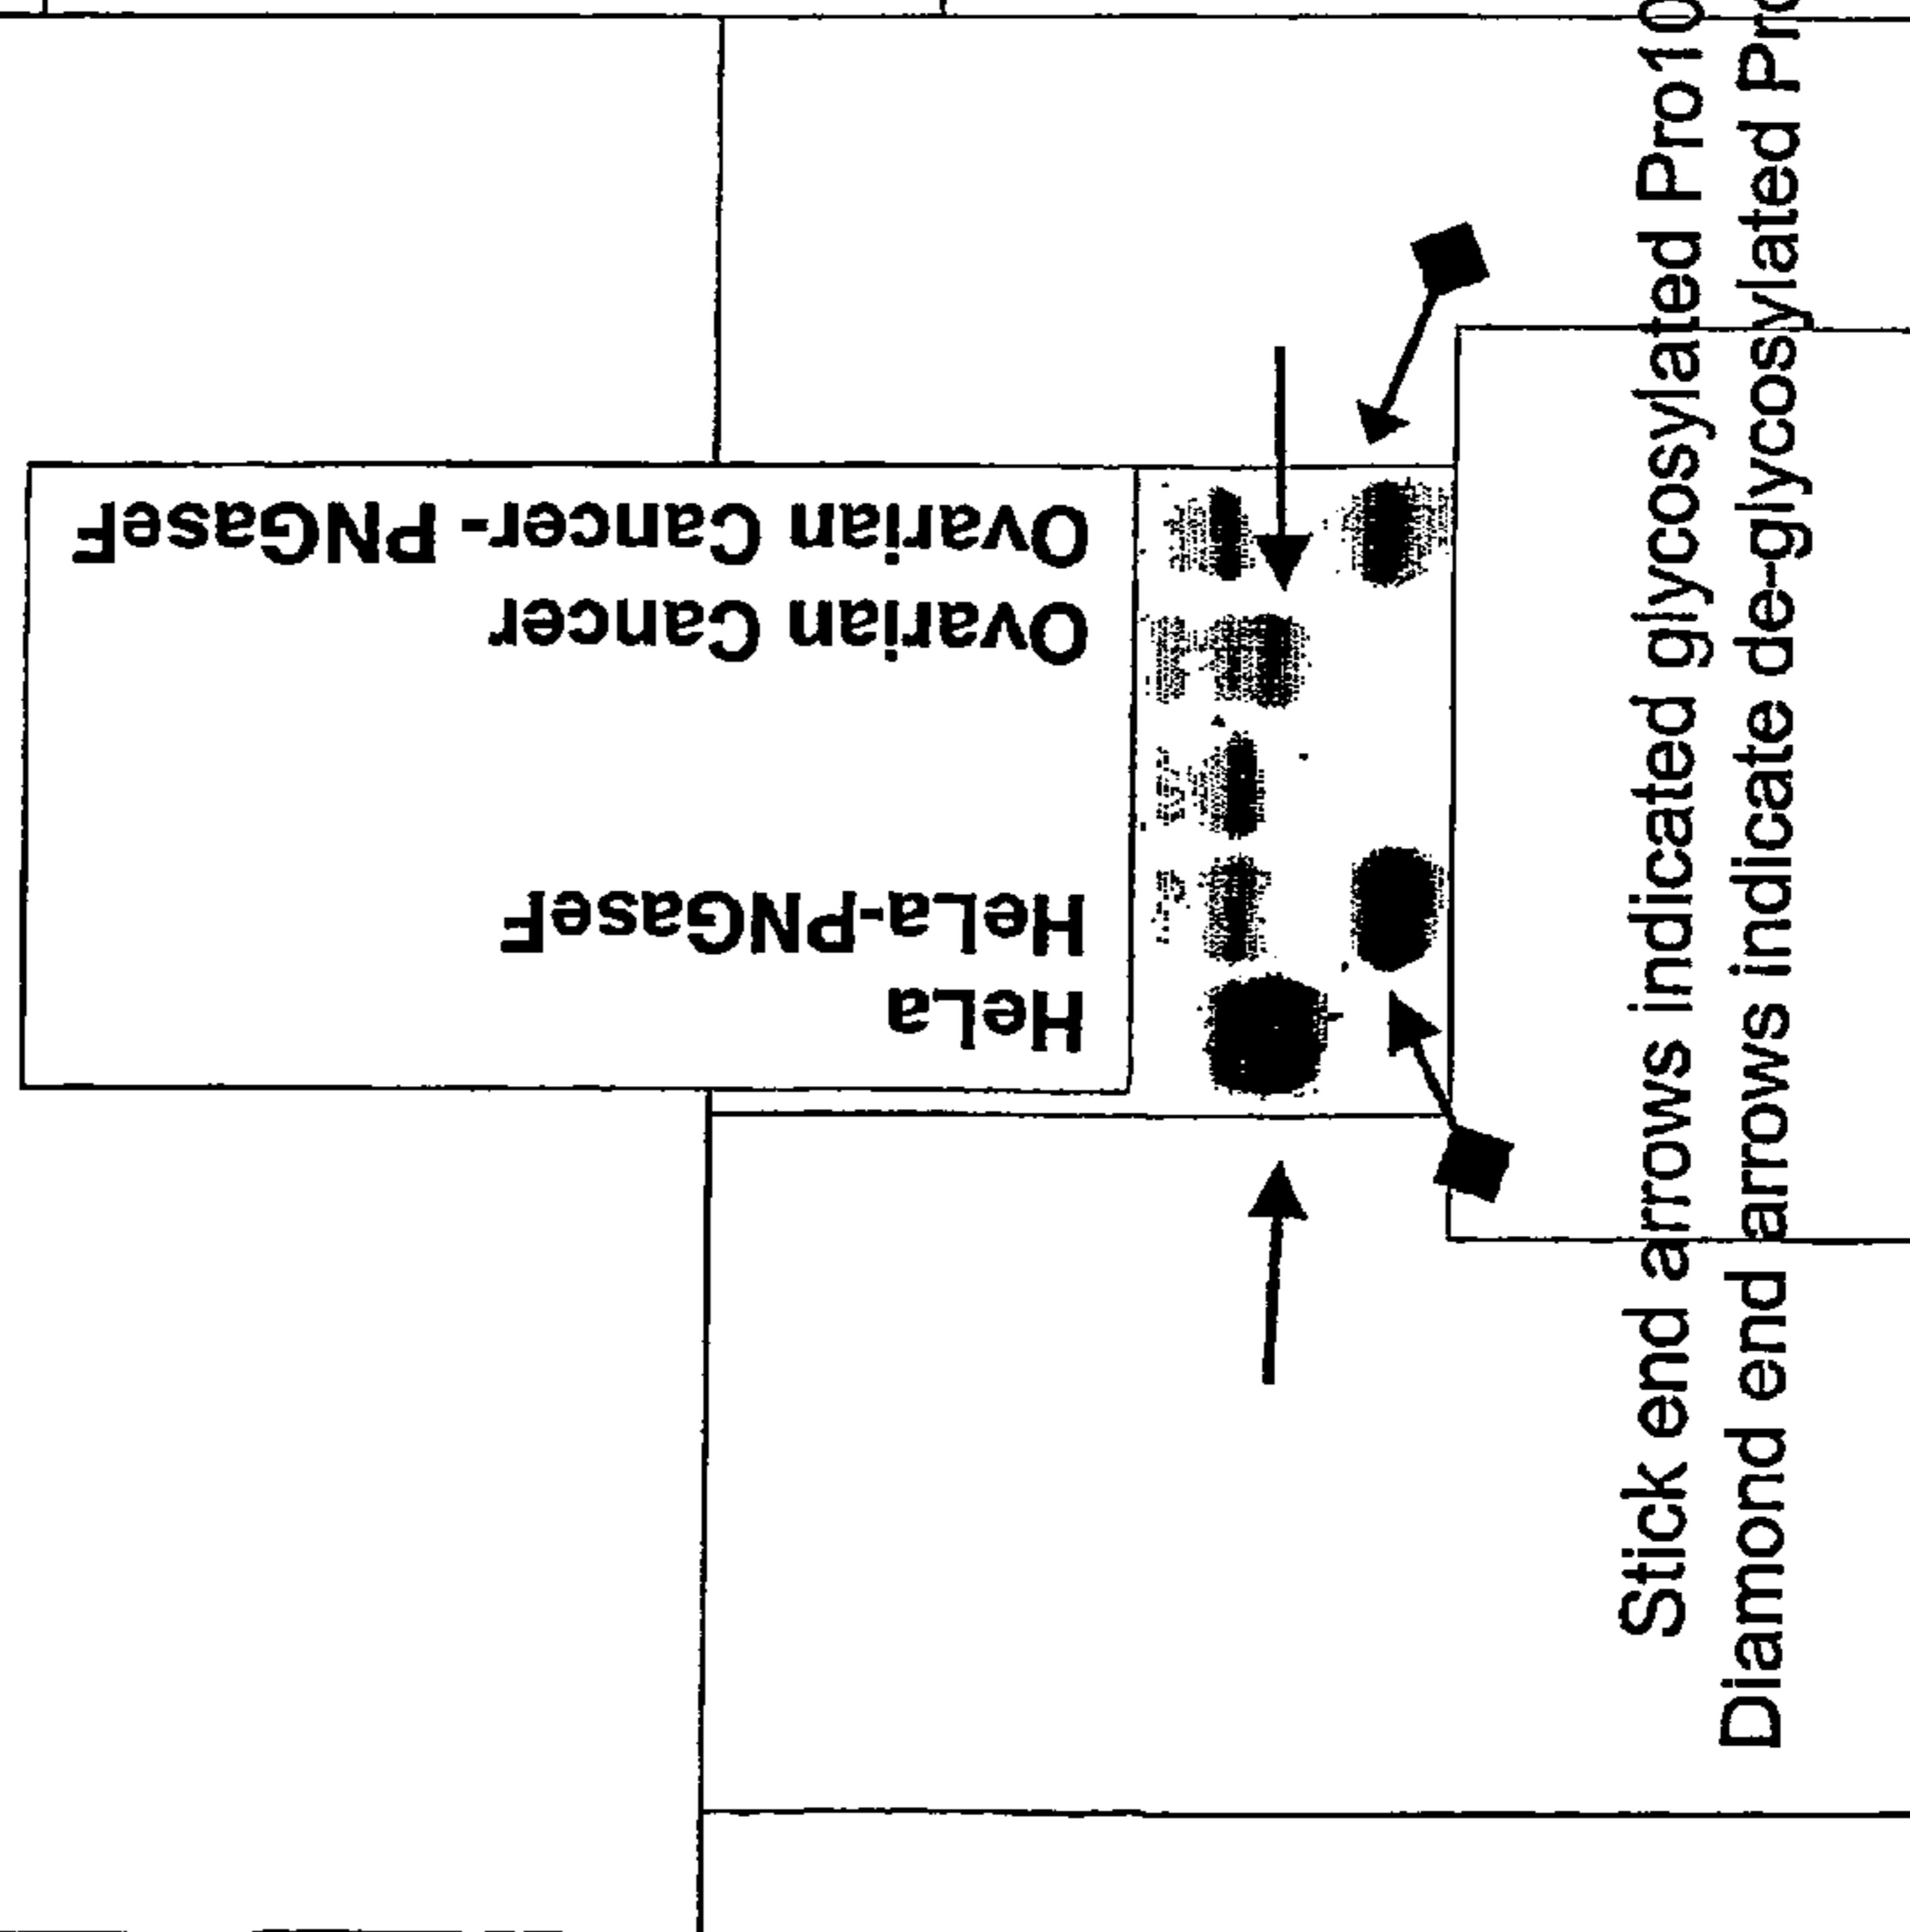 HeLa
HeLa-PNGaseF
Ovarian Cancer
Ovarian Cancer- PNGaseF
Stick end arrows indicated glycosylated Pro10
Diamond end arrows indicate de-glycosylated Pro